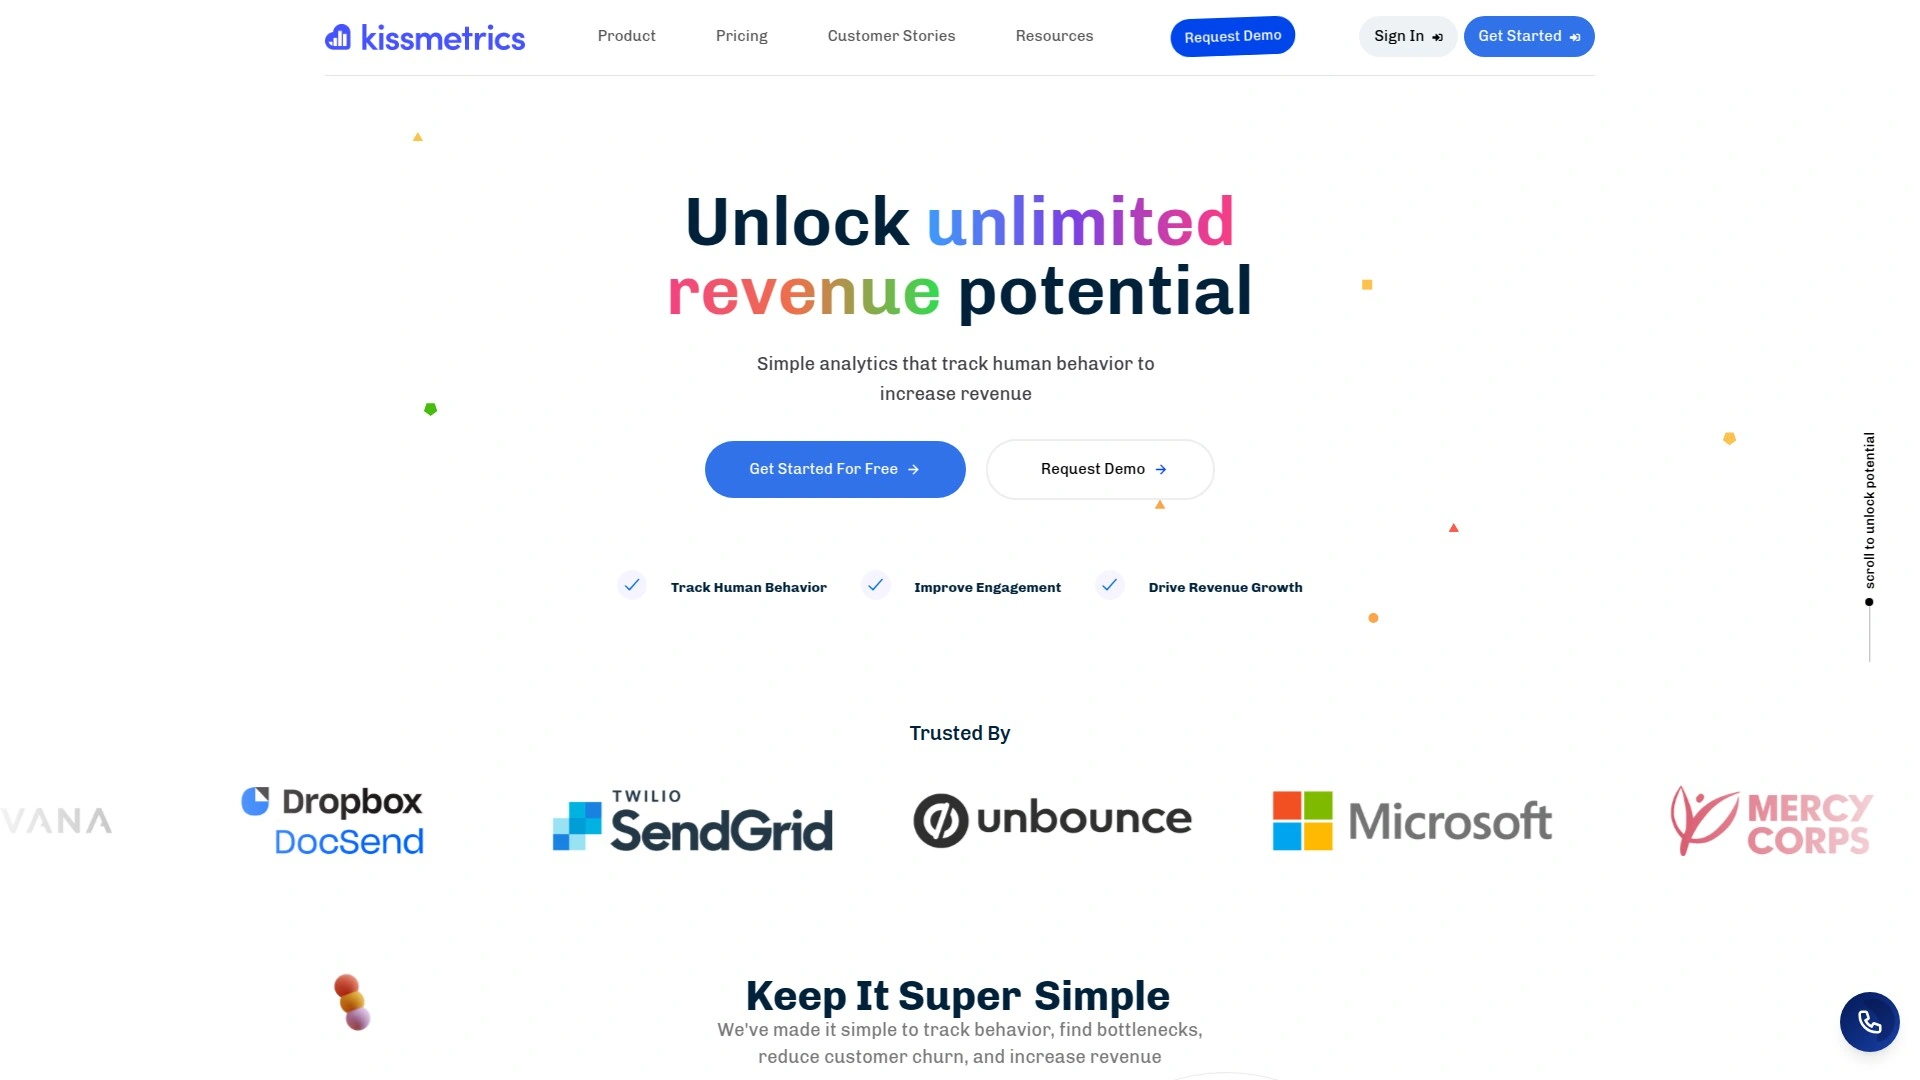 kissmetrics
Product
Pricing
Customer Stories
Resources
Request Demo
Sign In
Get Started
Unlock unlimited
revenue potential
Simple analytics that track human behavior to
increase revenue
Get Started For Free
Request Demo
Track Human Behavior
Improve Engagement
Drive Revenue Growth
scroll to unlock potential
Trusted By
VANA
Dropbox
DocSend
TWILIO
SendGrid
unbounce
Microsoft
MERCY
CORPS
Keep It Super Simple
We've made it simple to track behavior, find bottlenecks,
reduce customer churn, and increase revenue